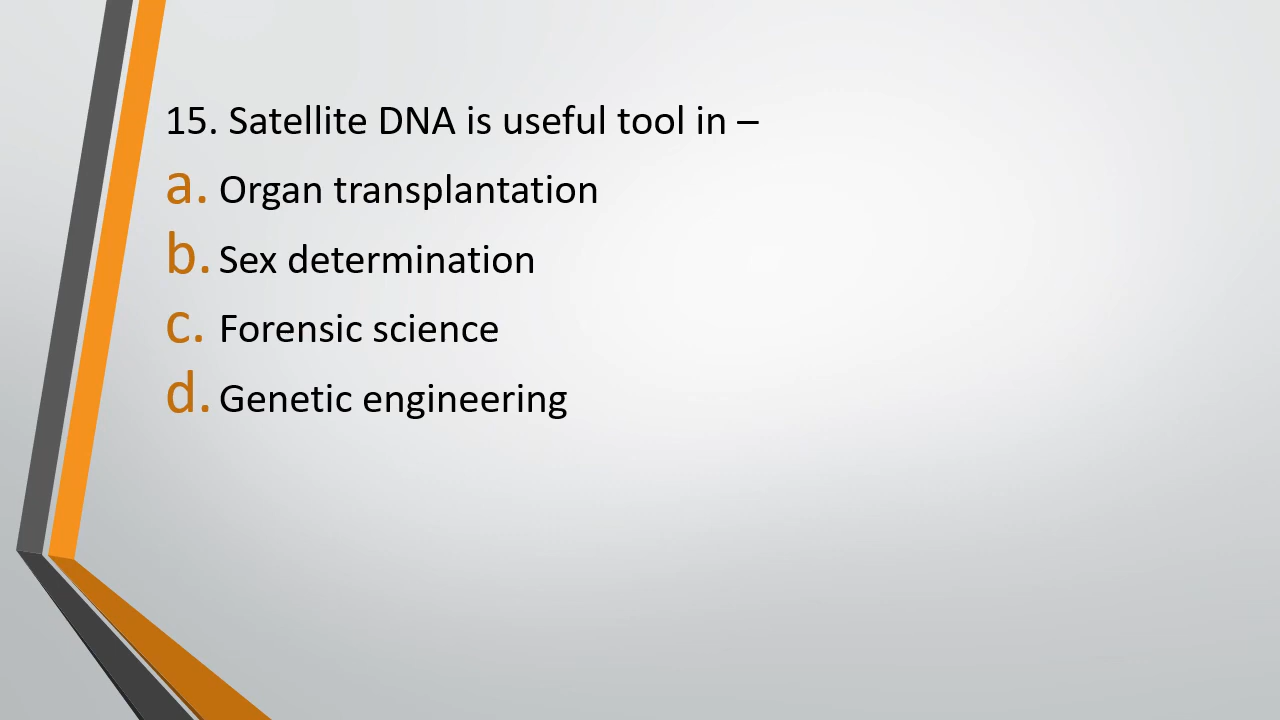 15. Satellite DNA is useful tool in –
a. Organ transplantation
b. Sex determination
c. Forensic science
d. Genetic engineering